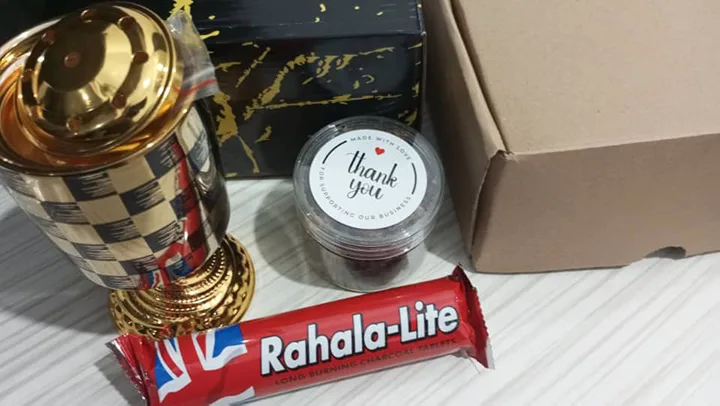 MADE WITH LOVE
thank
you
FOR SUPPORTING OUR BUSINESS
Rahala-Lite
LONG BURNING CHARCOAL TABLETS